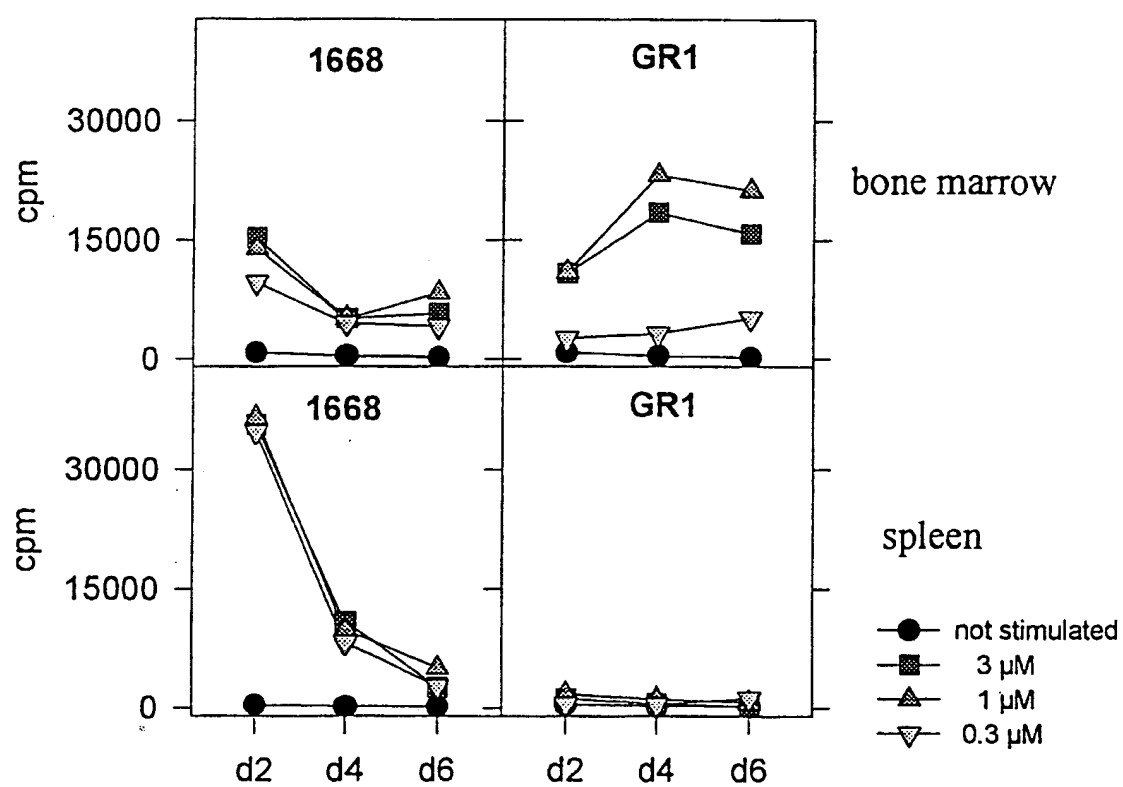 1668
GR1
30000
15000
0
cpm
bone marrow
1668
GR1
30000
15000
0
cpm
spleen
not stimulated
3 µM
1 µM
0.3 µM
d2 d4 d6 d2 d4 d6